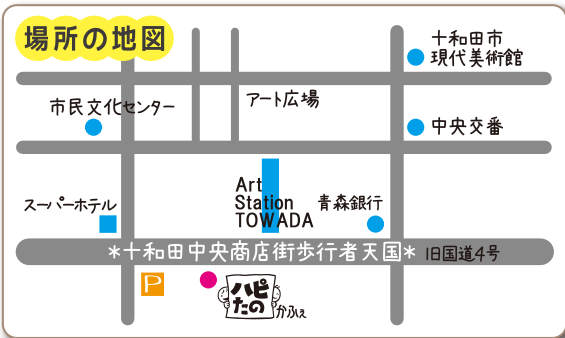 場所の地図
十和田市
現代美術館
アート広場
市民文化センター
中央交番
Art
Station
TOWADA
スーパーホテル
青森銀行
*十和田中央商店街歩行者天国*
旧国道4号
P
ハピ
たの
かふぇ